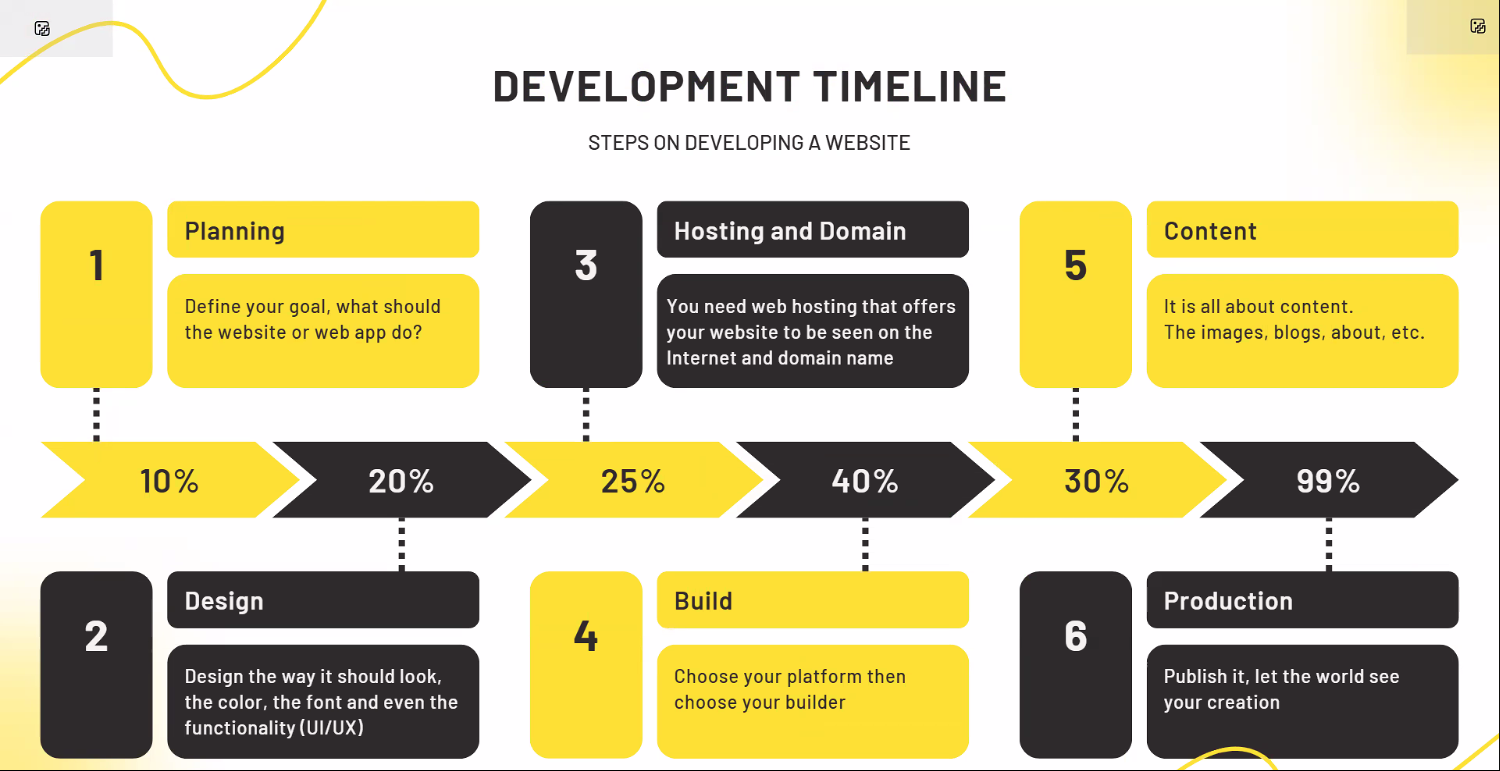 DEVELOPMENT TIMELINE
STEPS ON DEVELOPING A WEBSITE
1
Planning
Define your goal, what should
the website or web app do?
3
Hosting and Domain
You need web hosting that offers
your website to be seen on the
Internet and domain name
5
Content
It is all about content.
The images, blogs, about, etc.
10%
20%
25%
40%
30%
99%
2
Design
Design the way it should look,
the color, the font and even the
functionality (UI/UX)
4
Build
Choose your platform then
choose your builder
6
Production
Publish it, let the world see
your creation